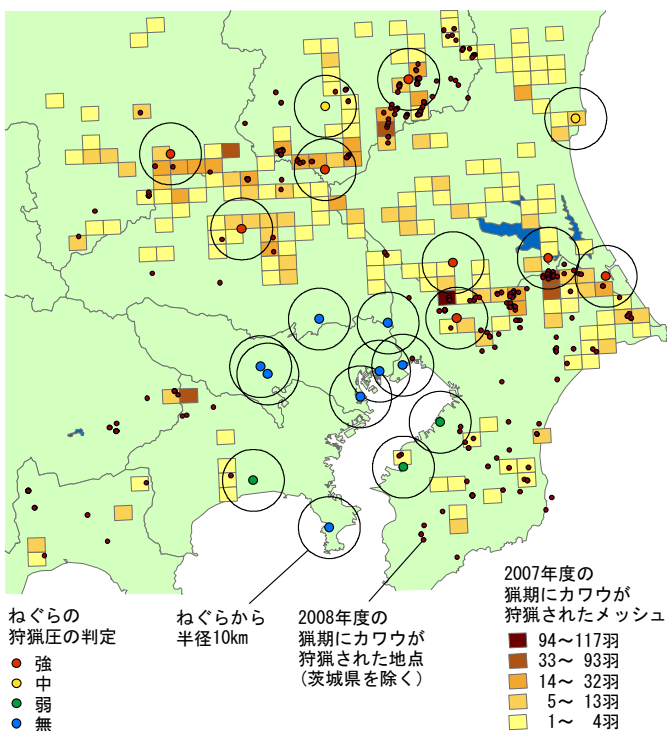 ねぐらの
狩猟圧の判定
強
中
弱
無
ねぐらから
半径10km
2008年度の
猟期にカワウが
狩猟された地点
(茨城県を除く)
2007年度の
猟期にカワウが
狩猟されたメッシュ
94～117羽
33～ 93羽
14～ 32羽
5～ 13羽
1～ 4羽